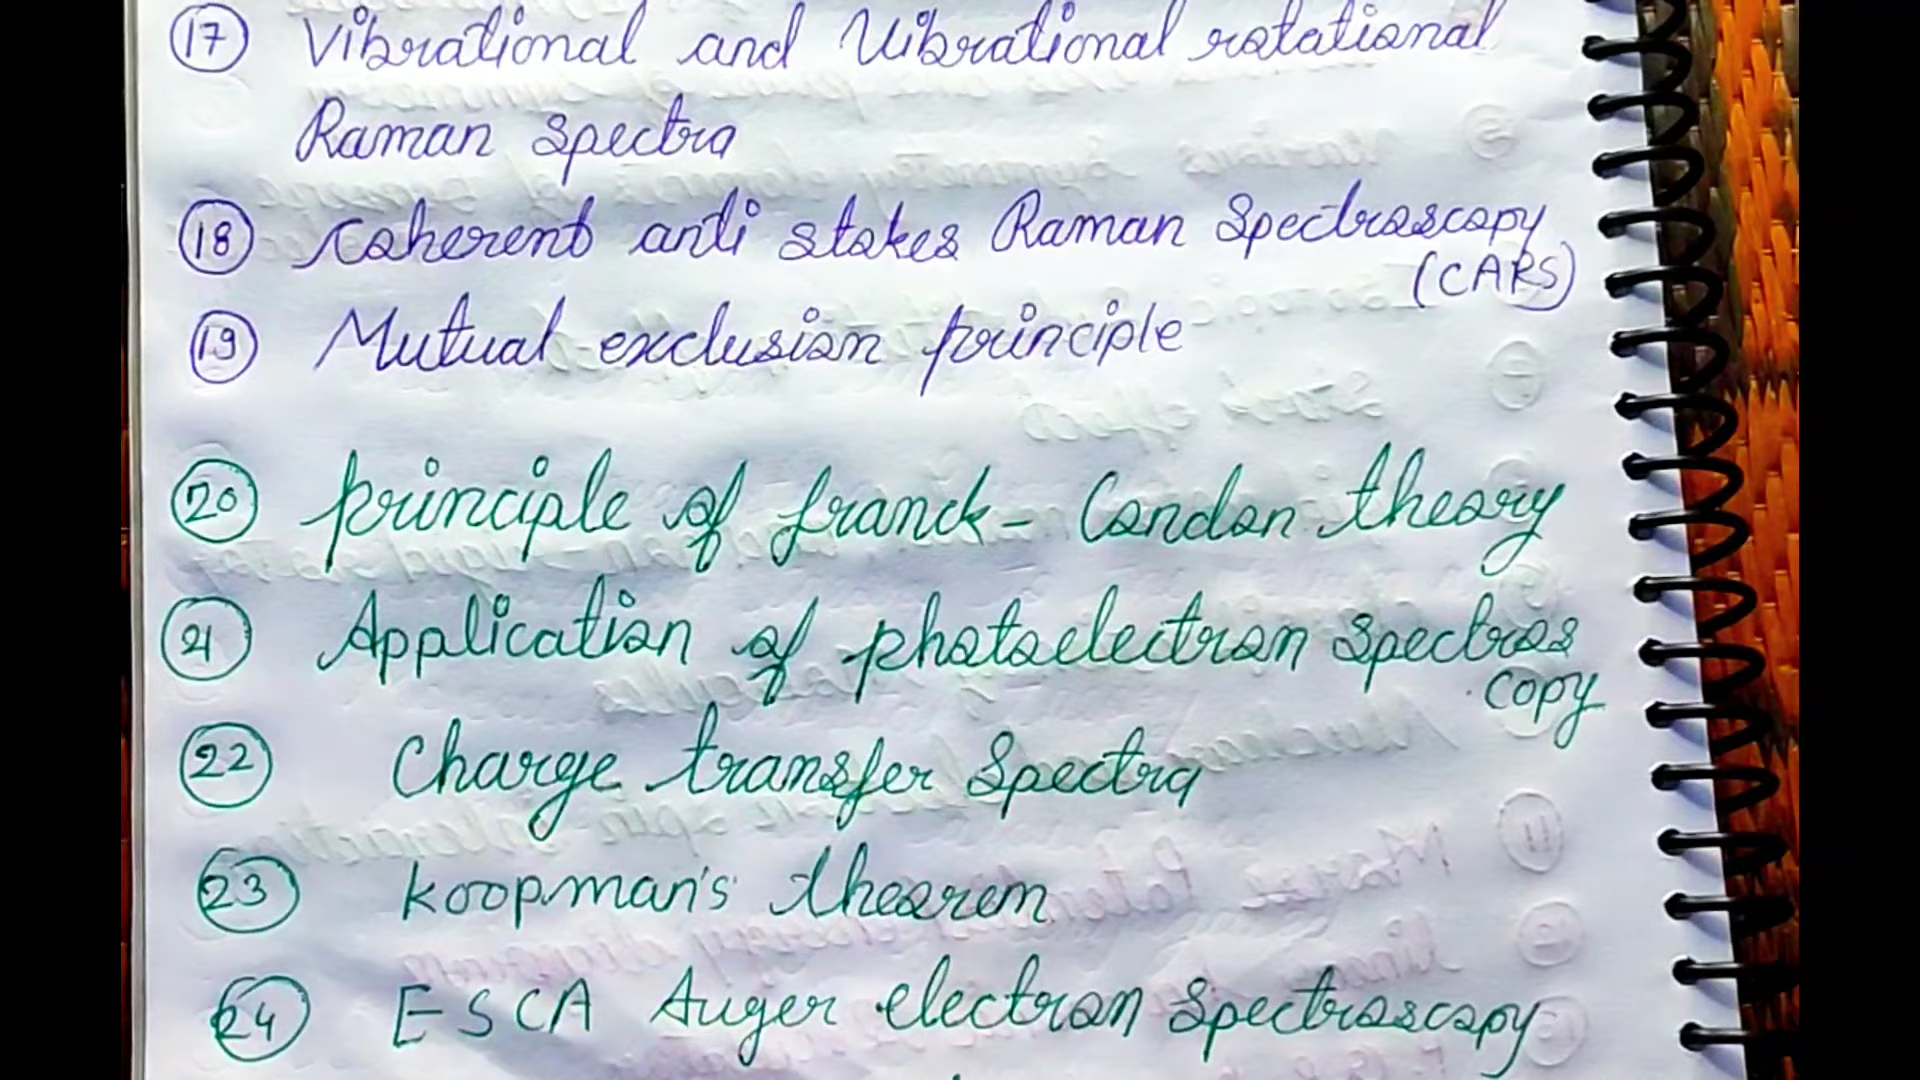 17 Vibrational and Vibrational rotational
Raman spectra
18 Coherent anti stokes Raman Spectroscopy
(CARS)
19 Mutual exclusion principle
20 principle of franck - Condon theory
21 Application of photoelectron spectros
copy
22 Charge transfer Spectra
23 Koopman's theorem
24 ESCA Auger electron Spectroscopy